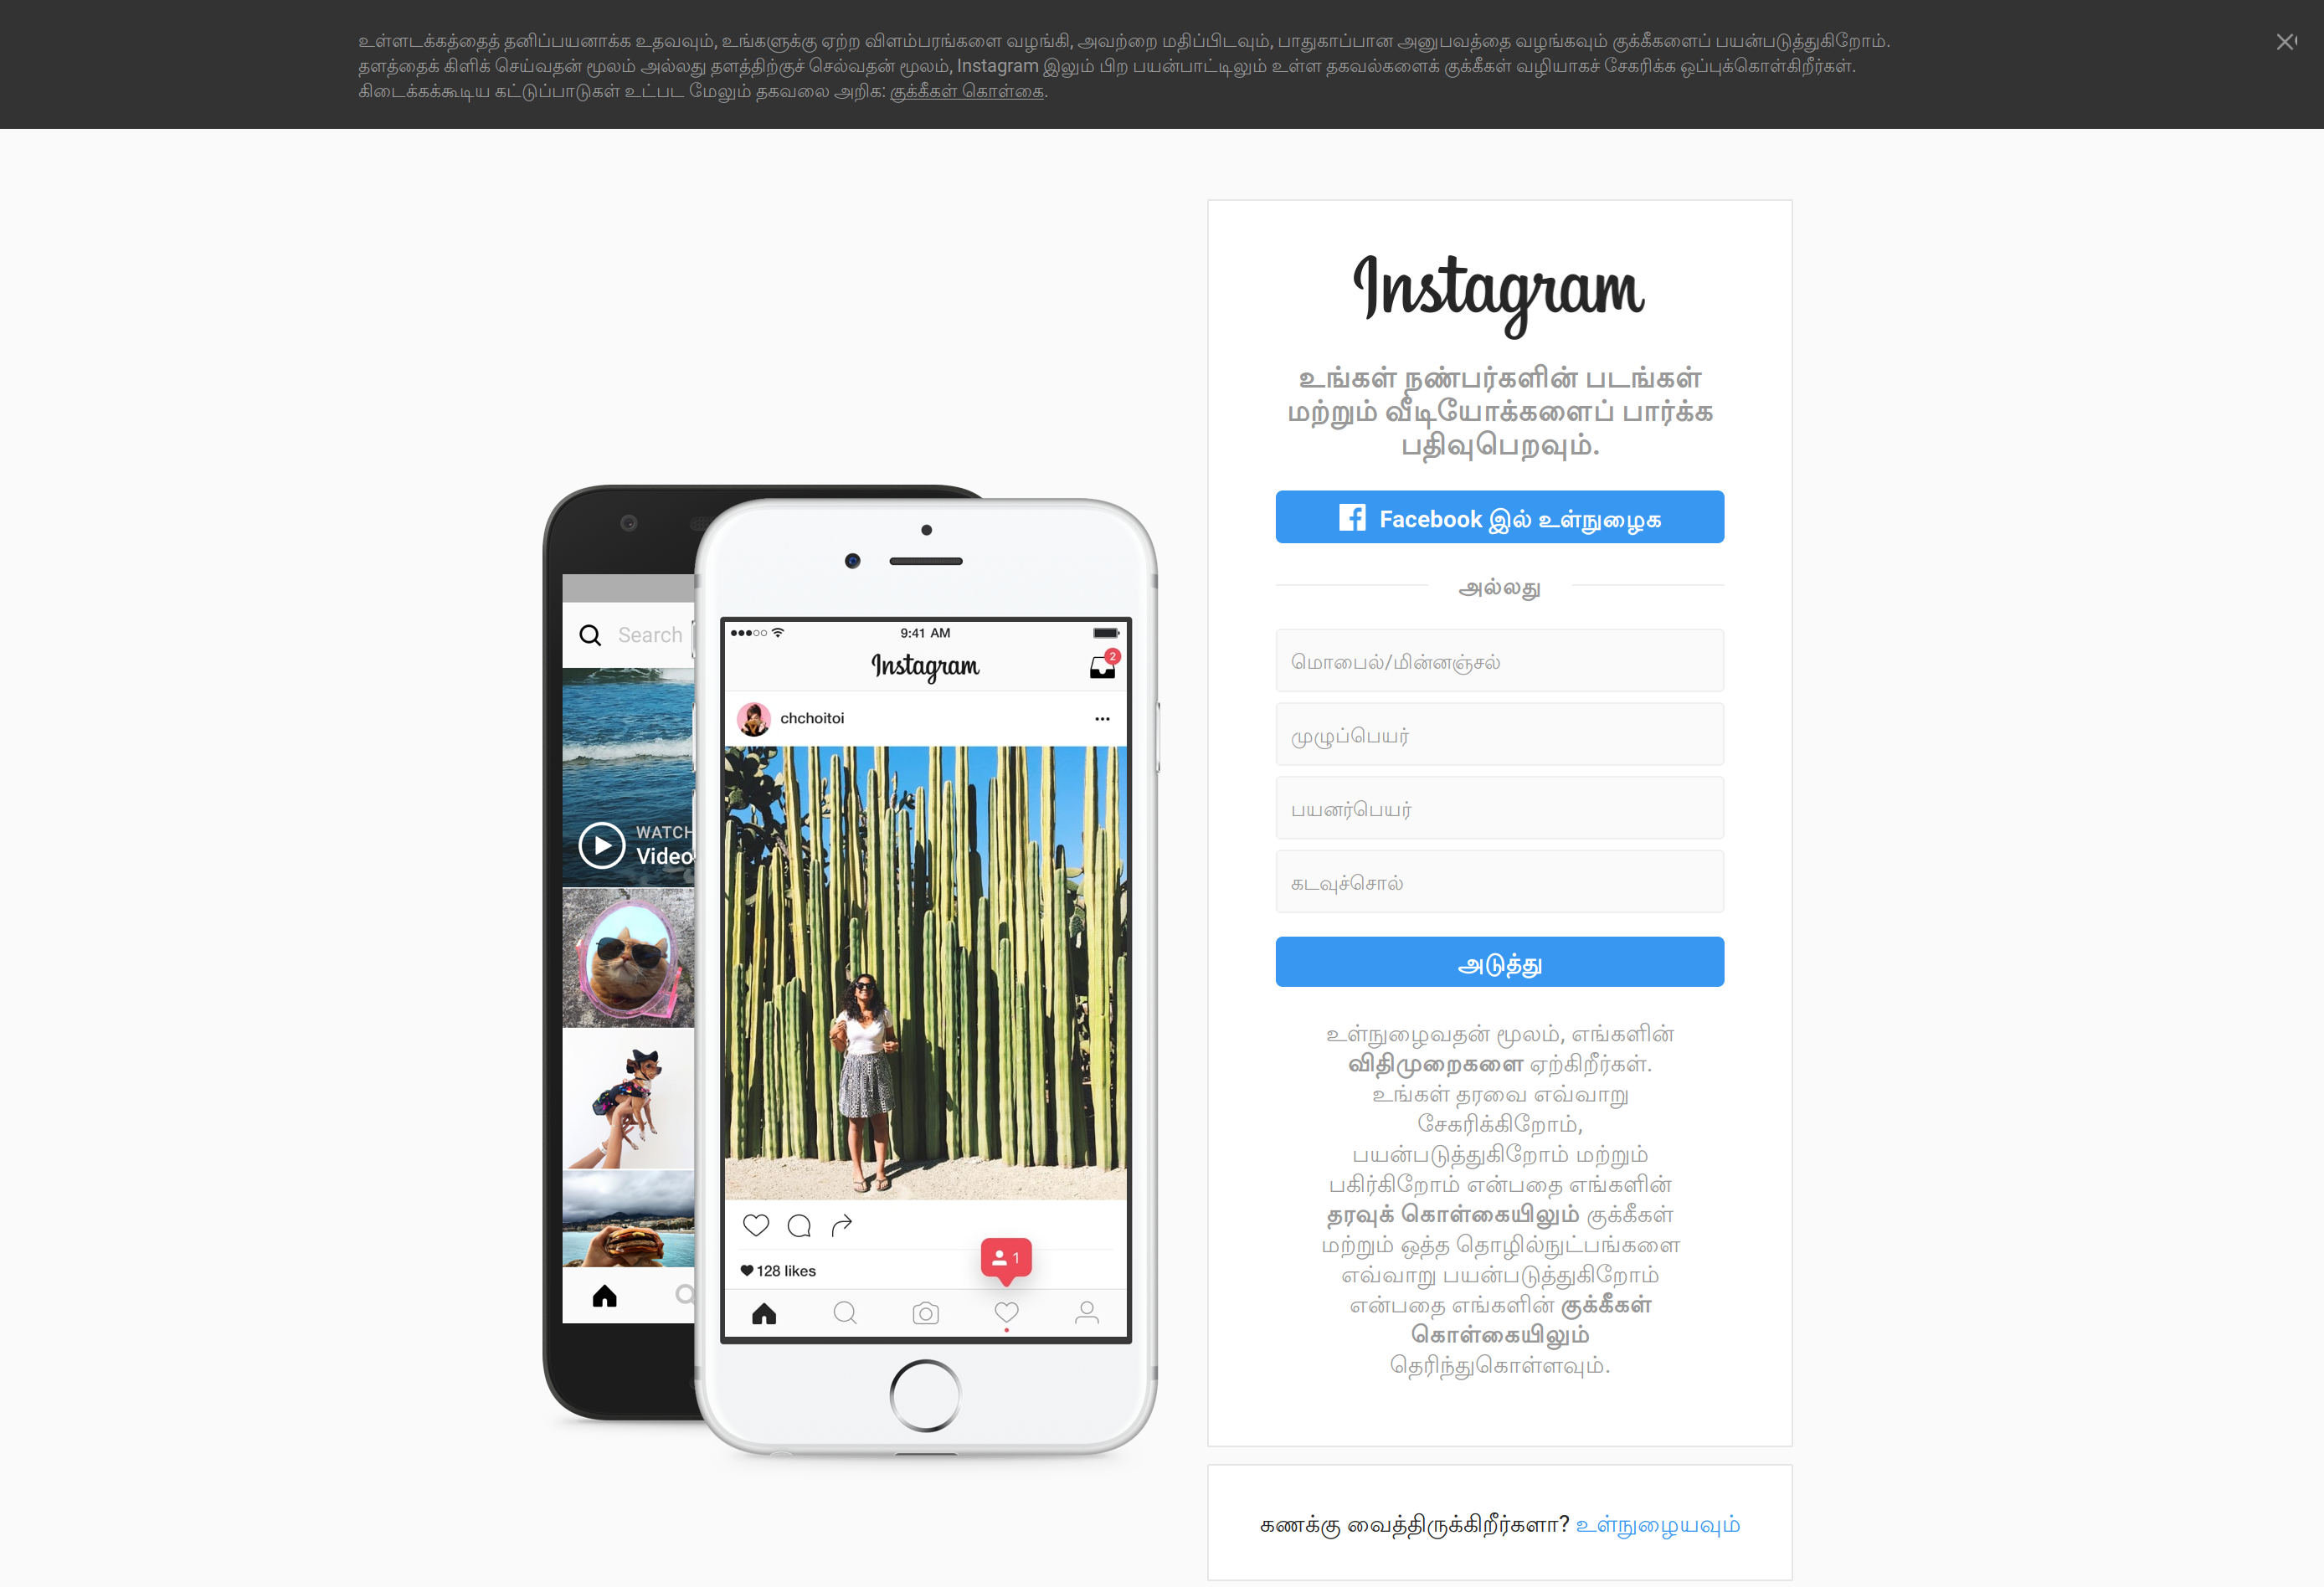 உள்ளடக்கத்தைத் தனிப்பயனாக்க உதவவும், உங்களுக்கு ஏற்ற விளம்பரங்களை வழங்கி, அவற்றை மதிப்பிடவும், பாதுகாப்பான அனுபவத்தை வழங்கவும் குக்கீகளைப் பயன்படுத்துகிறோம்.
தளத்தைக் கிளிக் செய்வதன் மூலம் அல்லது தளத்திற்குச் செல்வதன் மூலம், Instagram இலும் பிற பயன்பாட்டிலும் உள்ள தகவல்களைக் குக்கீகள் வழியாகச் சேகரிக்க ஒப்புக்கொள்கிறீர்கள்.
கிடைக்கக்கூடிய கட்டுப்பாடுகள் உட்பட மேலும் தகவலை அறிக: குக்கீகள் கொள்கை.
Search
WATCH
Video
9:41 AM
Instagram
2
chchoitoi
1
128 likes
Instagram
உங்கள் நண்பர்களின் படங்கள்
மற்றும் வீடியோக்களைப் பார்க்க
பதிவுபெறவும்.
Facebook இல் உள்நுழைக
அல்லது
மொபைல்/மின்னஞ்சல்
முழுப்பெயர்
பயனர்பெயர்
கடவுச்சொல்
அடுத்து
உள்நுழைவதன் மூலம், எங்களின்
விதிமுறைகளை ஏற்கிறீர்கள்.
உங்கள் தரவை எவ்வாறு
சேகரிக்கிறோம்,
பயன்படுத்துகிறோம் மற்றும்
பகிர்கிறோம் என்பதை எங்களின்
தரவுக் கொள்கையிலும் குக்கீகள்
மற்றும் ஒத்த தொழில்நுட்பங்களை
எவ்வாறு பயன்படுத்துகிறோம்
என்பதை எங்களின் குக்கீகள்
கொள்கையிலும்
தெரிந்துகொள்ளவும்.
கணக்கு வைத்திருக்கிறீர்களா? உள்நுழையவும்